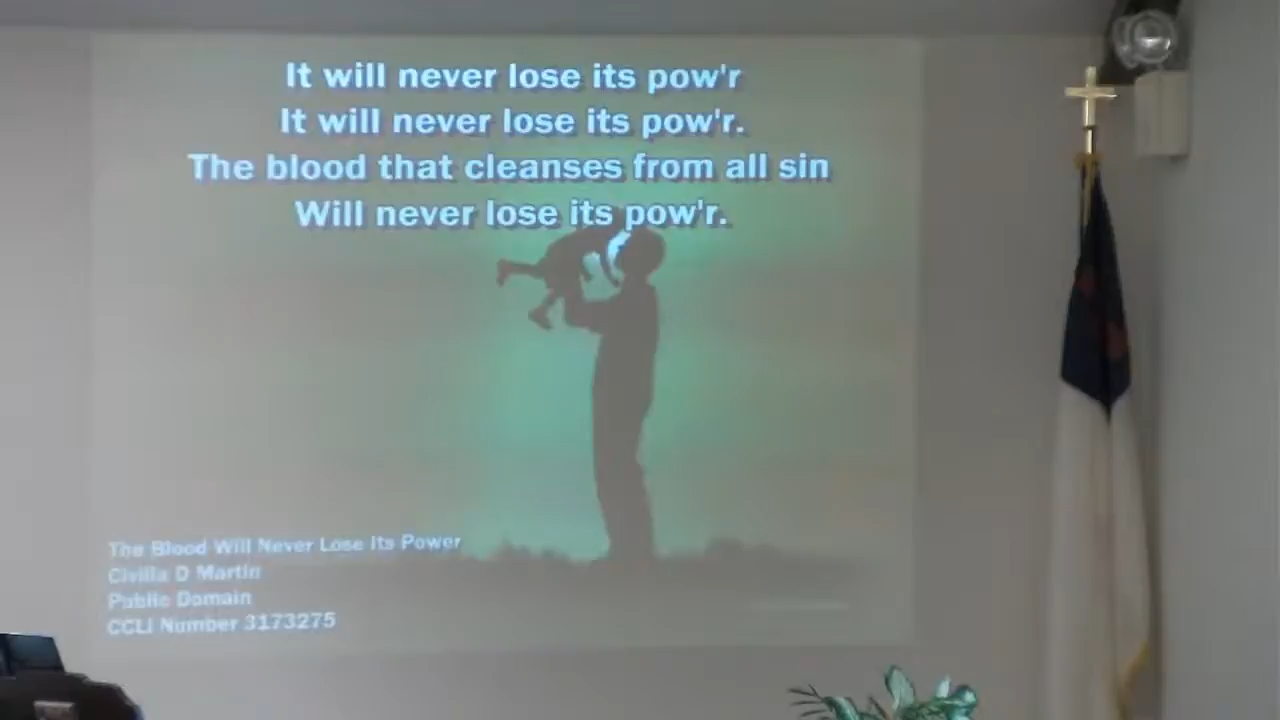 It will never lose its pow'r
It will never lose its pow'r.
The blood that cleanses from all sin
Will never lose its pow'r.
The Blood Will Never Lose Its Power
Civilla D Martin
Public Domain
CCLI Number 3173275